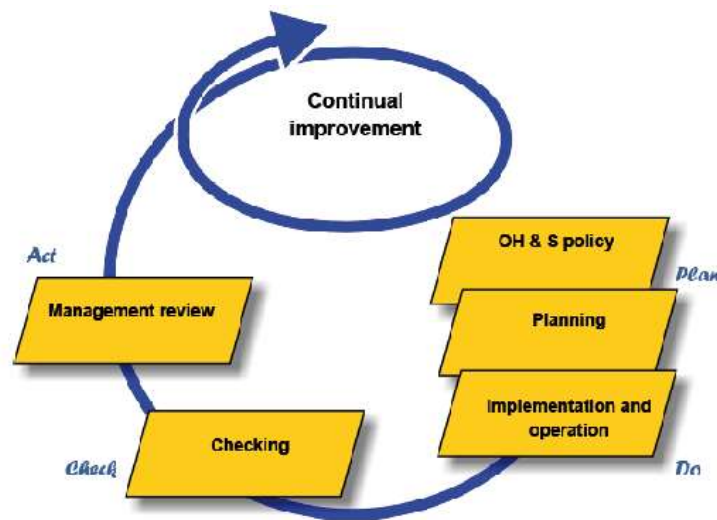 Continual
improvement
OH & S policy
Plan
Planning
Implementation and
operation
Do
Checking
Check
Management review
Act